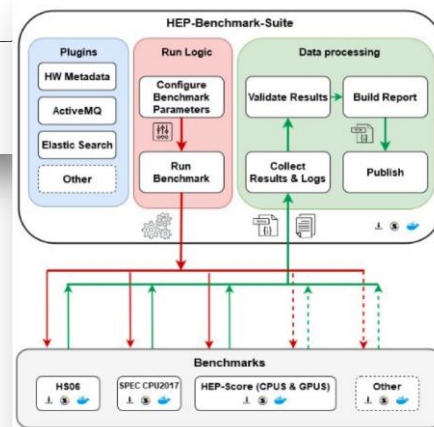 HEP-Benchmark-Suite
Plugins
HW Metadata
ActiveMQ
Elastic Search
Other
Run Logic
Configure
Benchmark
Parameters
Run
Benchmark
Data processing
Validate Results
Build Report
Collect
Results & Logs
Publish
Benchmarks
HS06
SPEC CPU2017
HEP-Score (CPUS & GPUS)
Other